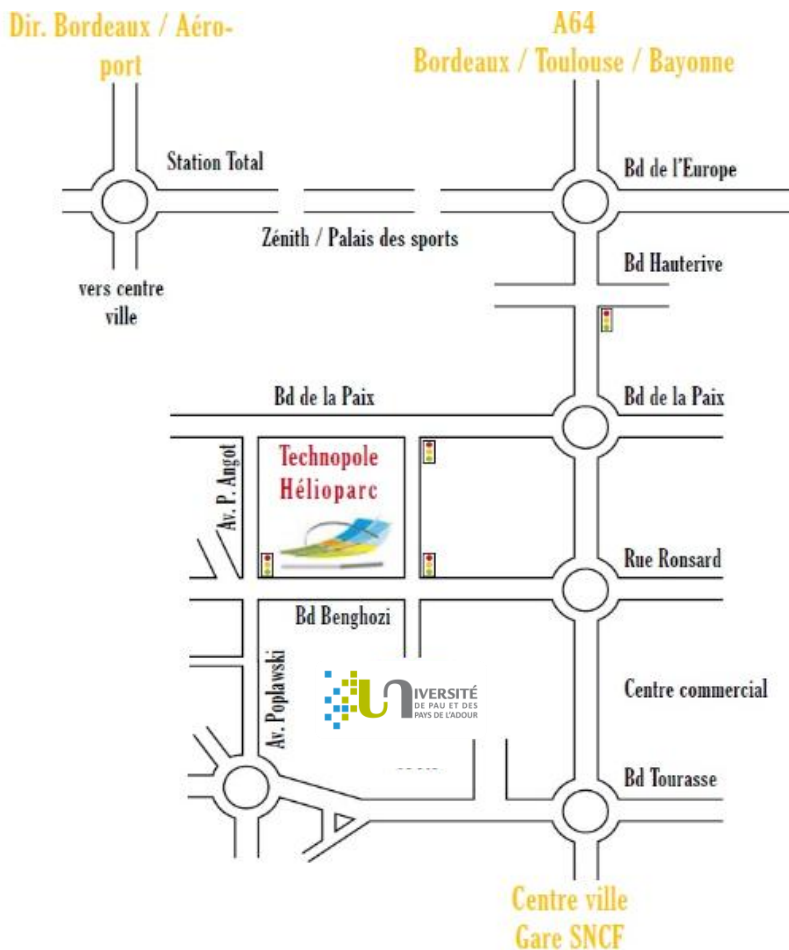 Dir. Bordeaux / Aéro-
port
A64
Bordeaux / Toulouse / Bayonne
Station Total
Bd de l'Europe
Zénith / Palais des sports
Bd Hauterive
vers centre
ville
Bd de la Paix
Bd de la Paix
Av. P. Angot
Technopole
Hélioparc
Rue Ronsard
Bd Benghozi
Av. Poplawski
UNIVERSITÉ
DE PAU ET DES
PAYS DE L'ADOUR
Centre commercial
Bd Tourasse
Centre ville
Gare SNCF